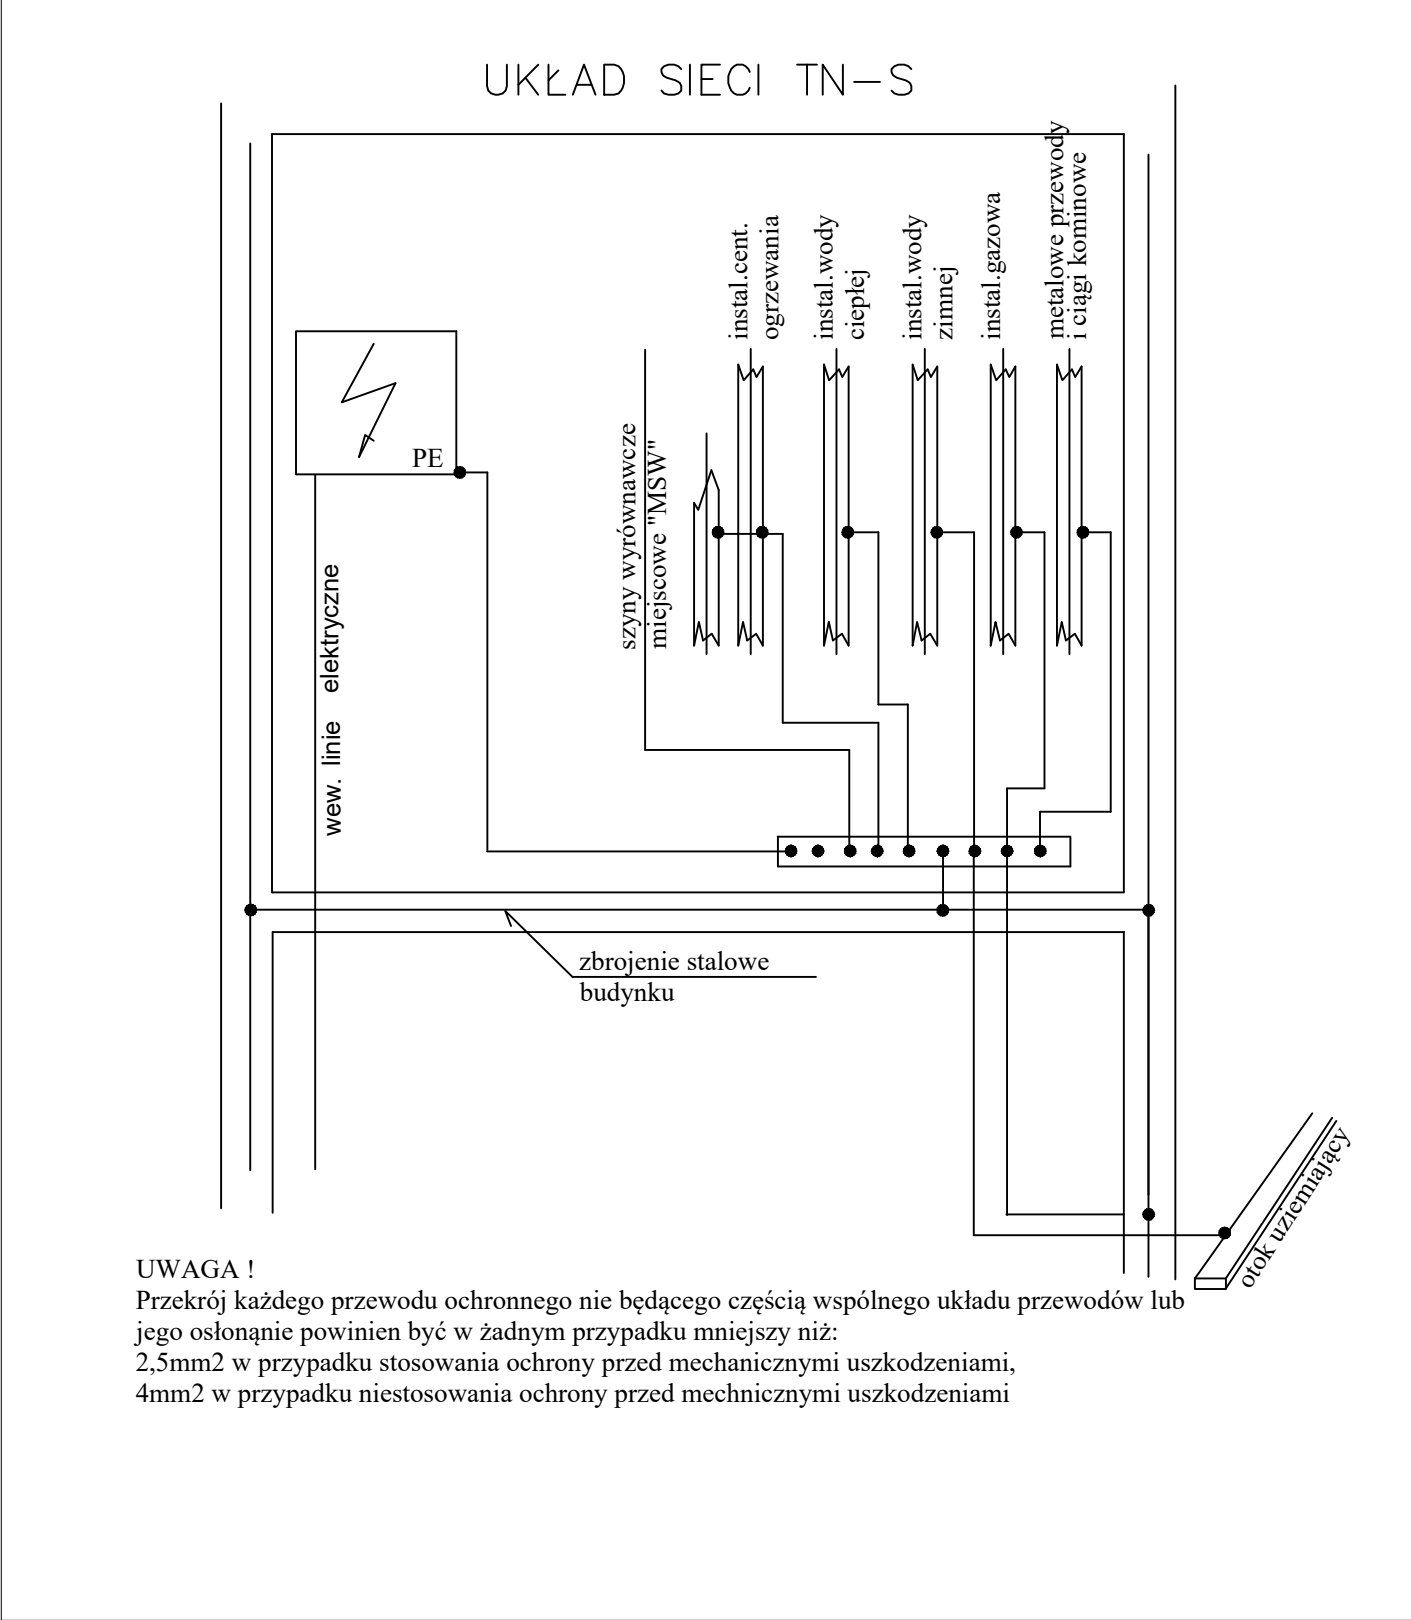 UKŁAD SIECI TN-S
instal.cent.
ogrzewania
instal.wody
ciepłej
instal.wody
zimnej
instal.gazowa
metalowe przewody
i ciągi kominowe
PE
szyny wyrównawcze
miejscowe "MSW"
wew. linie elektryczne
zbrojenie stalowe
budynku
otok uziemiający
UWAGA !
Przekrój każdego przewodu ochronnego nie będącego częścią wspólnego układu przewodów lub
jego osłonąnie powinien być w żadnym przypadku mniejszy niż:
2,5mm2 w przypadku stosowania ochrony przed mechanicznymi uszkodzeniami,
4mm2 w przypadku niestosowania ochrony przed mechnicznymi uszkodzeniami